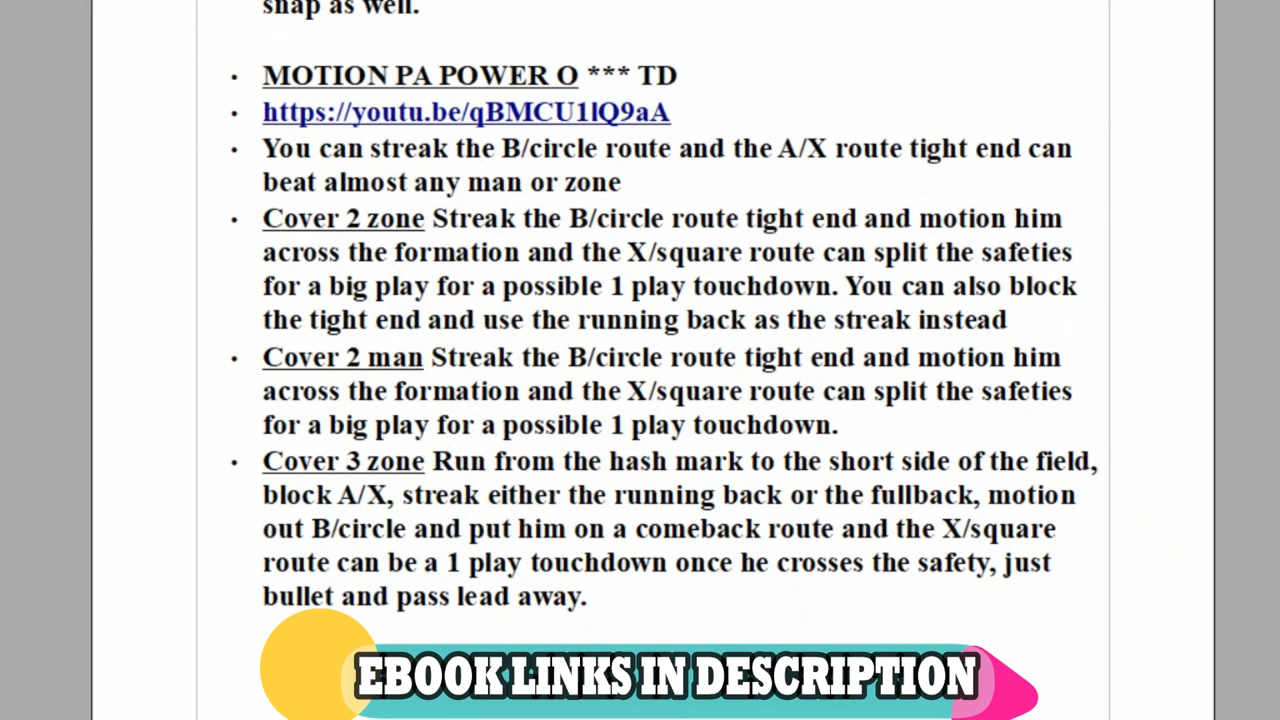 snap as well.
• MOTION PA POWER O *** TD
• https://youtu.be/qBMCU1lQ9aA
• You can streak the B/circle route and the A/X route tight end can
beat almost any man or zone
• Cover 2 zone Streak the B/circle route tight end and motion him
across the formation and the X/square route can split the safeties
for a big play for a possible 1 play touchdown. You can also block
the tight end and use the running back as the streak instead
• Cover 2 man Streak the B/circle route tight end and motion him
across the formation and the X/square route can split the safeties
for a big play for a possible 1 play touchdown.
• Cover 3 zone Run from the hash mark to the short side of the field,
block A/X, streak either the running back or the fullback, motion
out B/circle and put him on a comeback route and the X/square
route can be a 1 play touchdown once he crosses the safety, just
bullet and pass lead away.
EBOOK LINKS IN DESCRIPTION